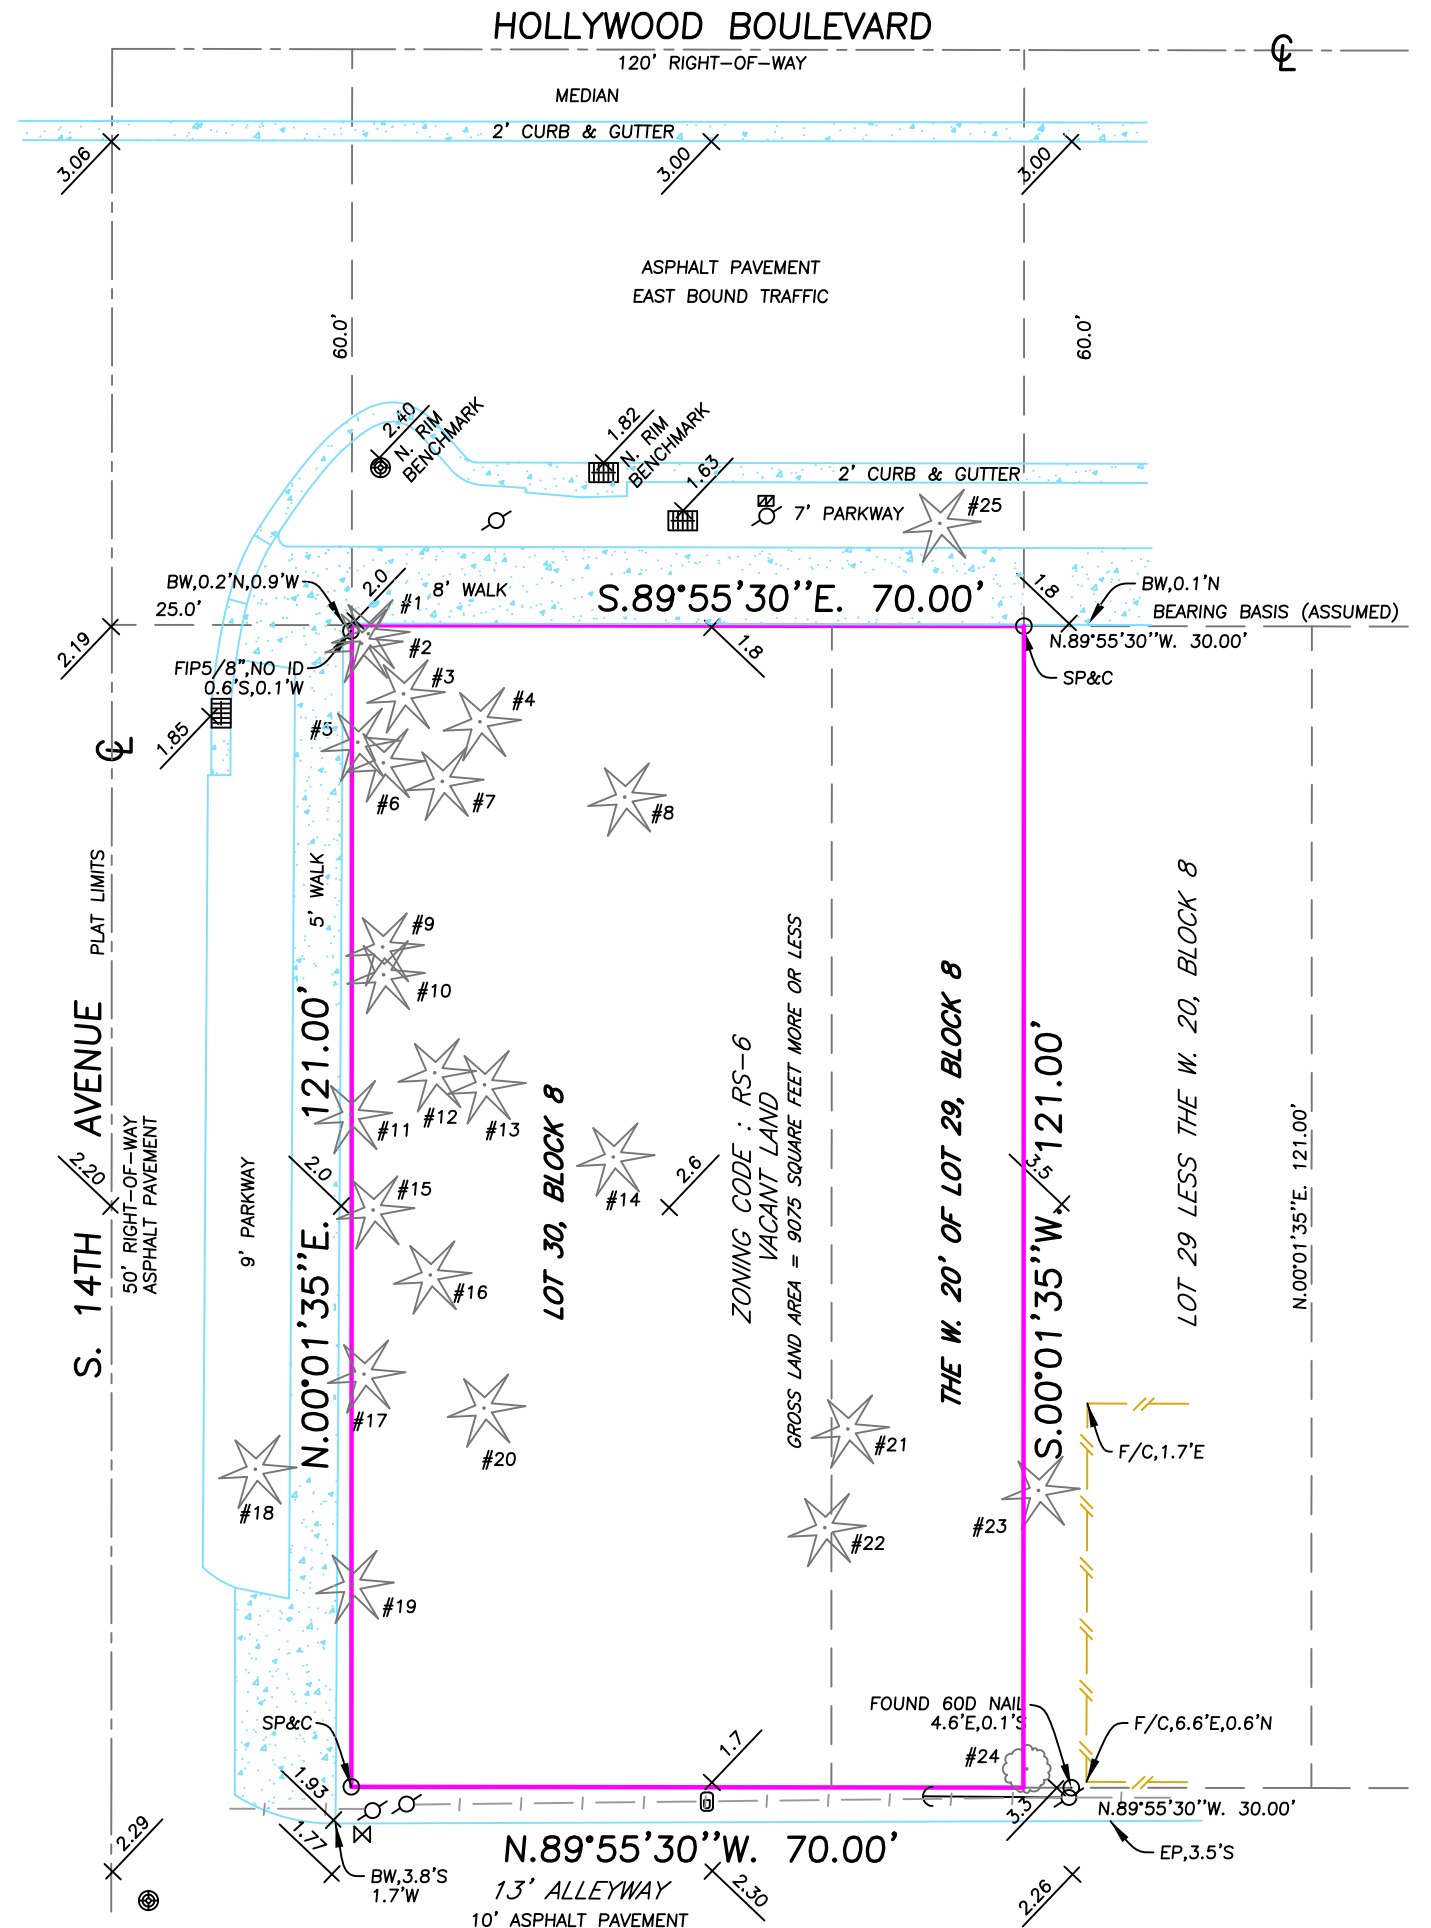 HOLLYWOOD BOULEVARD
℄
120' RIGHT-OF-WAY
MEDIAN
2' CURB & GUTTER
3.06
3.00
3.00
ASPHALT PAVEMENT
EAST BOUND TRAFFIC
60.0'
60.0'
2.40
N. RIM
BENCHMARK
1.82
N. RIM
BENCHMARK
1.63
2' CURB & GUTTER
7' PARKWAY
#25
BW,0.2'N,0.9'W
2.0
8' WALK
S.89°55'30"E. 70.00'
1.8
BW,0.1'N
25.0'
#1
BEARING BASIS (ASSUMED)
2.19
#2
1.8
N.89°55'30"W. 30.00'
FIP5/8",NO ID
0.6'S,0.1'W
#3
SP&C
#4
1.85
#5
℄
#6
#7
#8
PLAT LIMITS
5' WALK
#9
#10
S. 14TH AVENUE
50' RIGHT-OF-WAY
ASPHALT PAVEMENT
9' PARKWAY
N.00°01'35"E. 121.00'
#11
#12
#13
LOT 30, BLOCK 8
ZONING CODE : RS-6
VACANT LAND
GROSS LAND AREA = 9075 SQUARE FEET MORE OR LESS
THE W. 20' OF LOT 29, BLOCK 8
S.00°01'35"W. 121.00'
LOT 29 LESS THE W. 20, BLOCK 8
N.00°01'35"E. 121.00'
2.20
2.0
#14
2.6
3.5
#15
#16
#17
#20
#21
F/C,1.7'E
#18
#22
#23
#19
FOUND 60D NAIL
4.6'E,0.1'S
SP&C
F/C,6.6'E,0.6'N
#24
1.7
1.93
3.3
N.89°55'30"W. 30.00'
2.29
1.77
N.89°55'30"W. 70.00'
EP,3.5'S
BW,3.8'S
1.7'W
13' ALLEYWAY
2.30
2.26
10' ASPHALT PAVEMENT